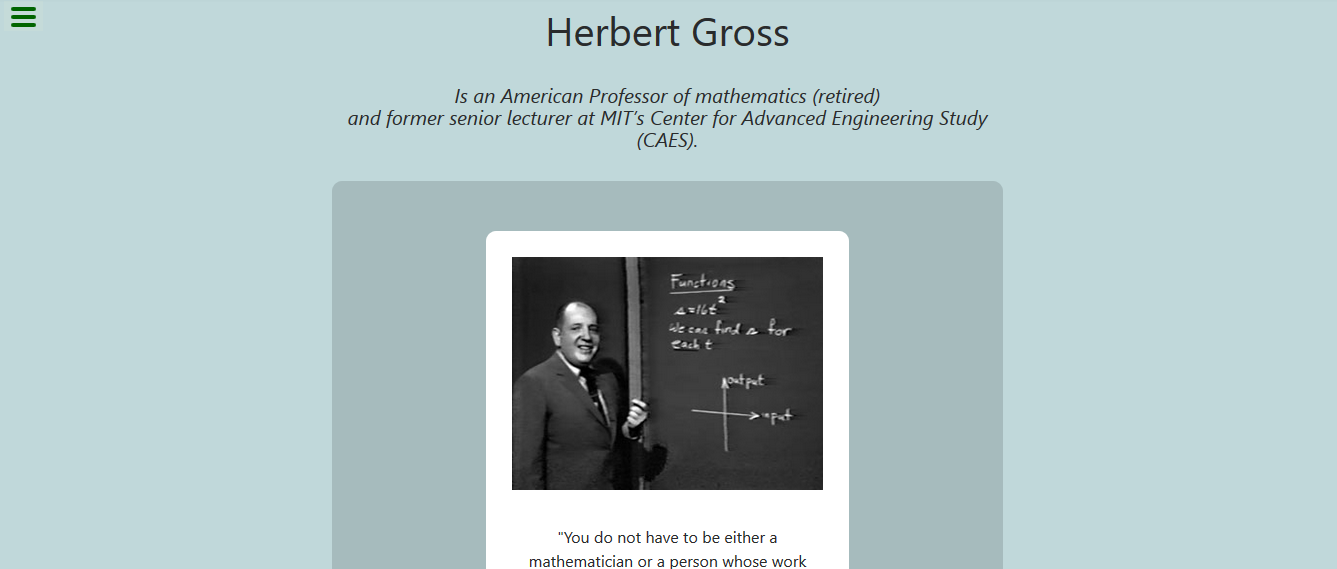 Herbert Gross
Is an American Professor of mathematics (retired)
and former senior lecturer at MIT's Center for Advanced Engineering Study
(CAES).
Functions
s=16t²
We can find s for
each t
output
input
"You do not have to be either a
mathematician or a person whose work